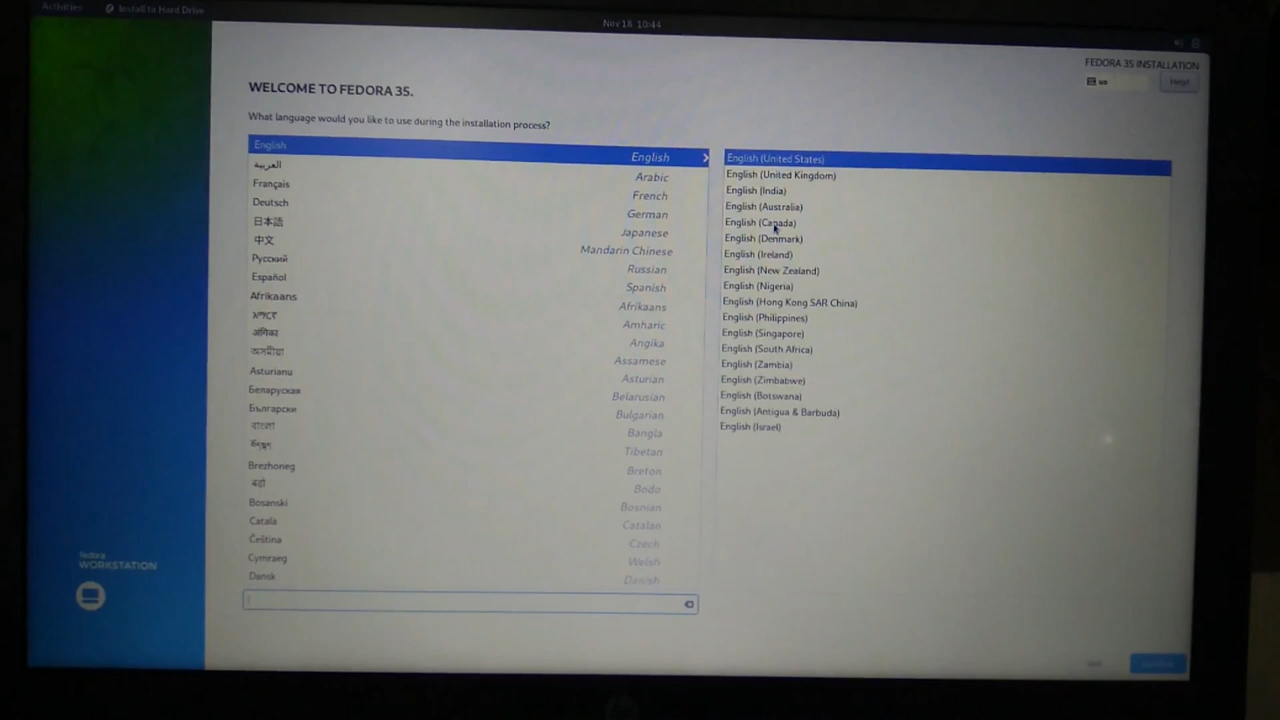 Activities
Install to Hard Drive
Nov 18 10:44
FEDORA 35 INSTALLATION
us
Help!
WELCOME TO FEDORA 35.
What language would you like to use during the installation process?
English English
العربية Arabic
Français French
Deutsch German
日本語 Japanese
中文 Mandarin Chinese
Русский Russian
Español Spanish
Afrikaans Afrikaans
አማርኛ Amharic
अंगिका Angika
অসমীয়া Assamese
Asturianu Asturian
Беларуская Belarusian
Български Bulgarian
বাংলা Bangla
Tibetan
Brezhoneg Breton
बड़ो Bodo
Bosanski Bosnian
Català Catalan
Čeština Czech
Cymraeg Welsh
Dansk Danish
English (United States)
English (United Kingdom)
English (India)
English (Australia)
English (Canada)
English (Denmark)
English (Ireland)
English (New Zealand)
English (Nigeria)
English (Hong Kong SAR China)
English (Philippines)
English (Singapore)
English (South Africa)
English (Zambia)
English (Zimbabwe)
English (Botswana)
English (Antigua & Barbuda)
English (Israel)
fedora
WORKSTATION